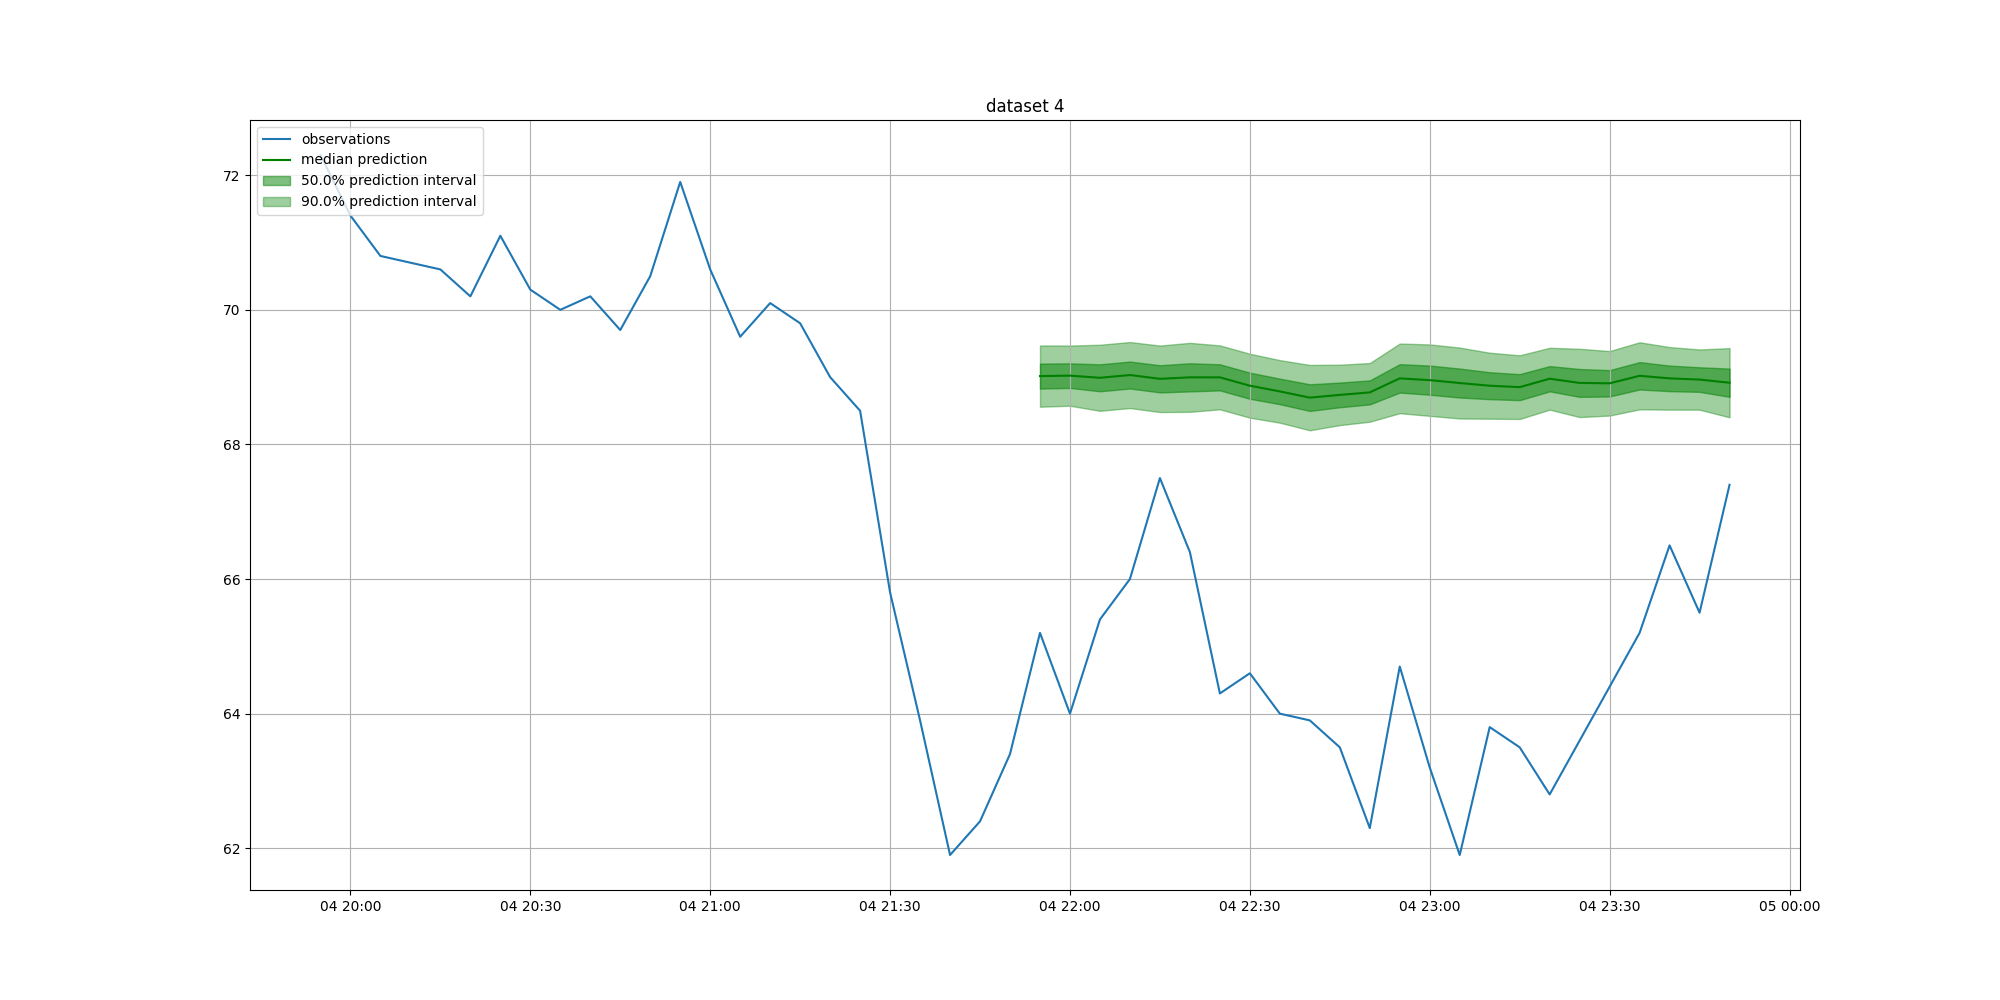 dataset 4
observations
median prediction
50.0% prediction interval
90.0% prediction interval
72
70
68
66
64
62
04 20:00 04 20:30 04 21:00 04 21:30 04 22:00 04 22:30 04 23:00 04 23:30 05 00:00